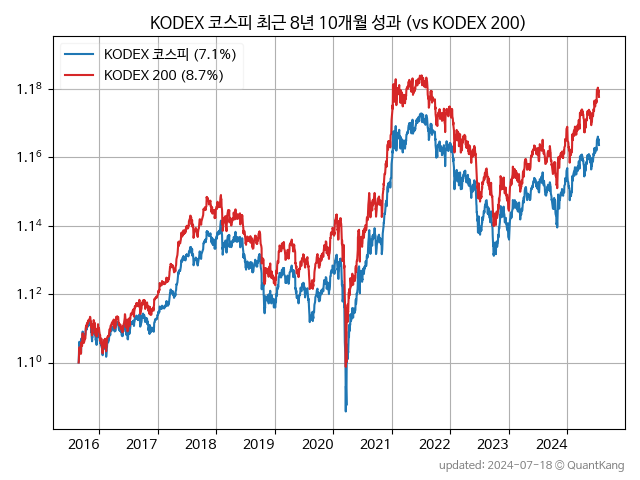 KODEX 코스피 최근 8년 10개월 성과 (vs KODEX 200)
KODEX 코스피 (7.1%)
KODEX 200 (8.7%)
1.1⁸
1.1⁶
1.1⁴
1.1²
1.1⁰
2016 2017 2018 2019 2020 2021 2022 2023 2024
updated: 2024-07-18 © QuantKang